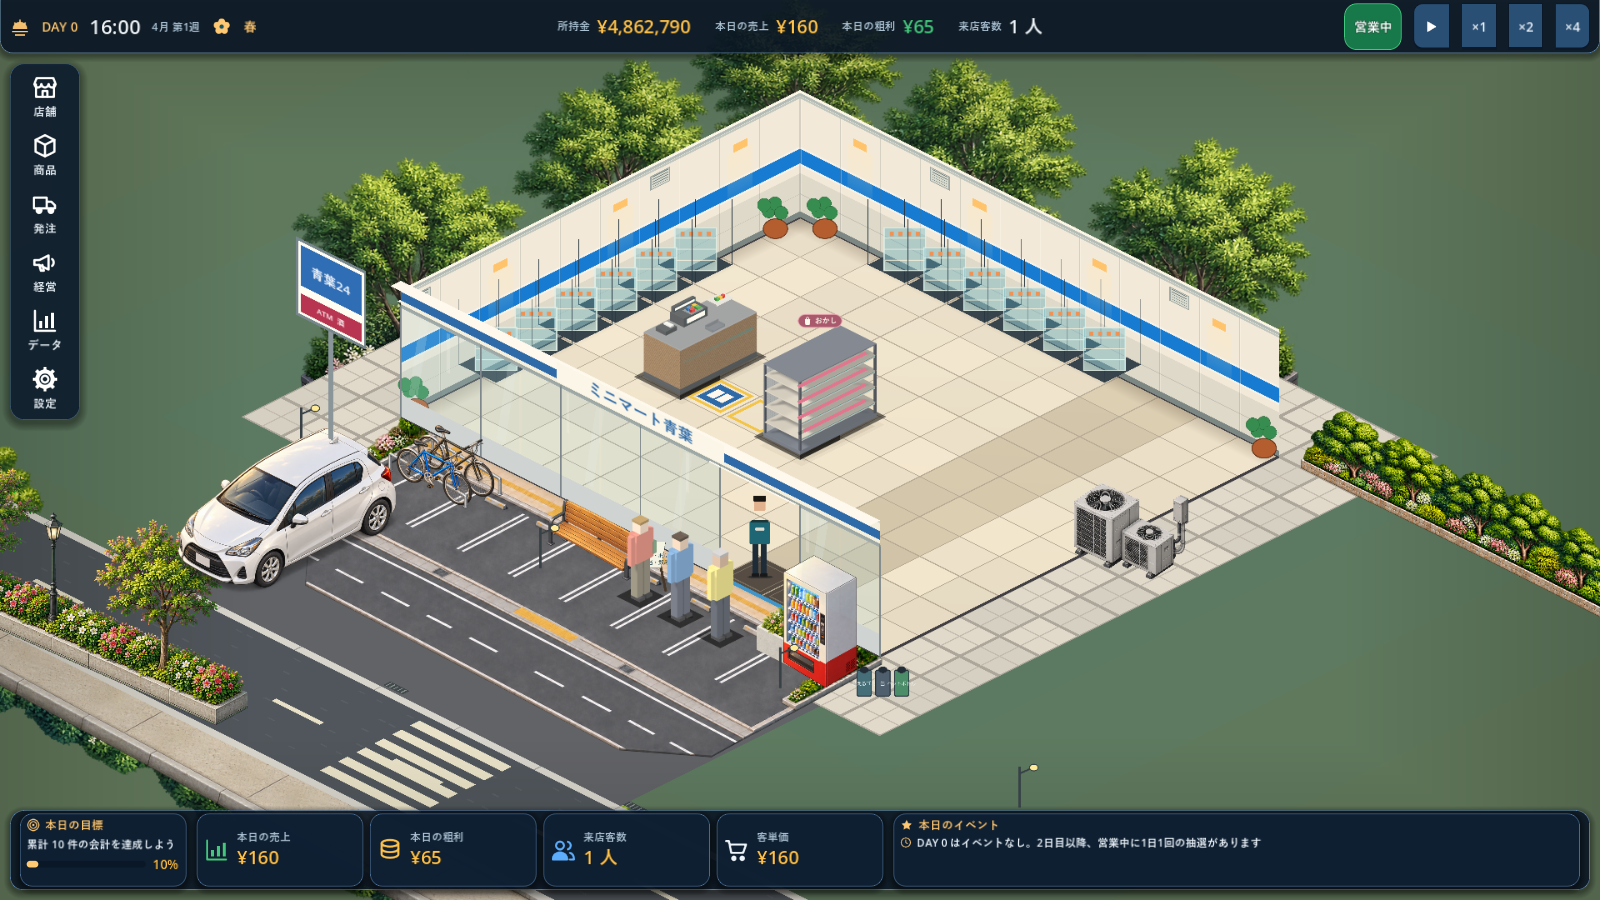 DAY 0 16:00 4月 第1週 春
所持金 ¥4,862,790 本日の売上 ¥160 本日の粗利 ¥65 来店客数 1 人
営業中 ×1 ×2 ×4
店舗
商品
発注
経営
データ
設定
青葉24
ATM 酒
おかし
ミニマート青葉
本日の目標
累計 10 件の会計を達成しよう
10%
本日の売上
¥160
本日の粗利
¥65
来店客数
1 人
客単価
¥160
本日のイベント
DAY 0 はイベントなし。2日目以降、営業中に1日1回の抽選があります